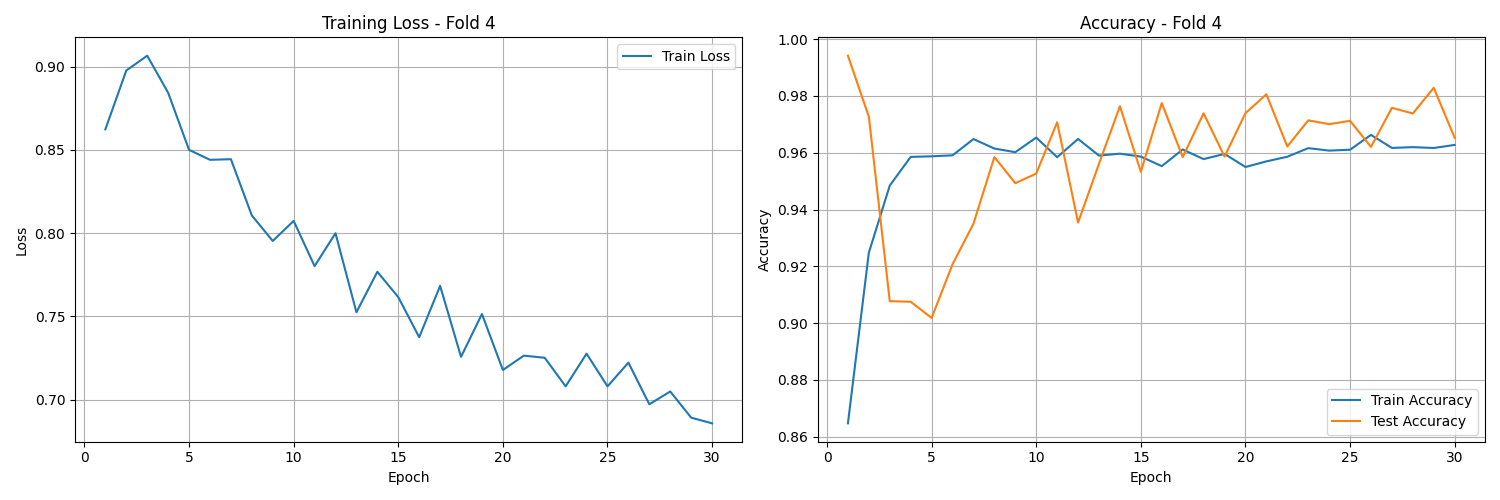 Training Loss - Fold 4
Train Loss
0.90
0.85
0.80
0.75
0.70
Loss
0 5 10 15 20 25 30
Epoch
Accuracy - Fold 4
1.00
0.98
0.96
0.94
0.92
0.90
0.88
0.86
Accuracy
Train Accuracy
Test Accuracy
0 5 10 15 20 25 30
Epoch